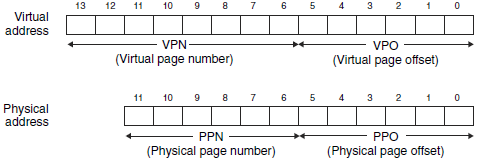 13 12 11 10 9 8 7 6 5 4 3 2 1 0
Virtual
address
VPN VPO
(Virtual page number) (Virtual page offset)
11 10 9 8 7 6 5 4 3 2 1 0
Physical
address
PPN PPO
(Physical page number) (Physical page offset)